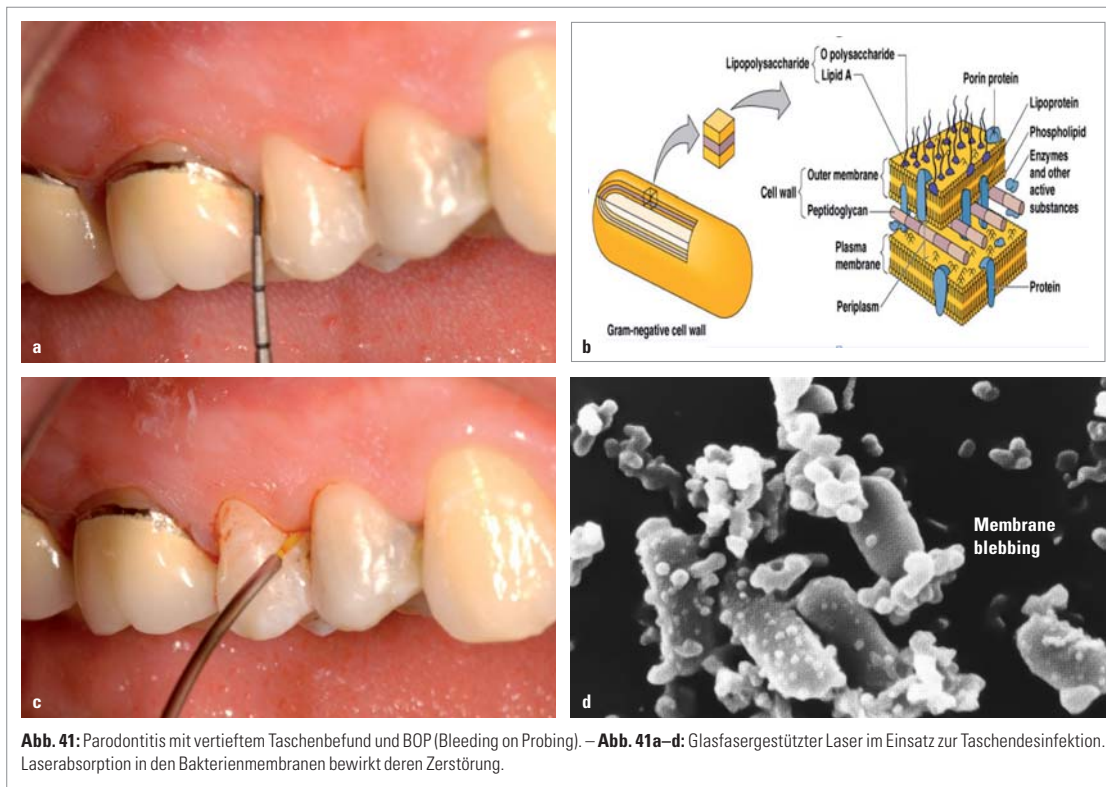 a
Lipopolysaccharide
O polysaccharide
Lipid A
Porin protein
Lipoprotein
Phospholipid
Enzymes
and other
active
substances
Cell wall
Outer membrane
Peptidoglycan
Plasma
membrane
Periplasm
Protein
Gram-negative cell wall
b
c
Membrane
blebbing
d
Abb. 41: Parodontitis mit vertieftem Taschenbefund und BOP (Bleeding on Probing). – Abb. 41a–d: Glasfasergestützter Laser im Einsatz zur Taschendesinfektion.
Laserabsorption in den Bakterienmembranen bewirkt deren Zerstörung.